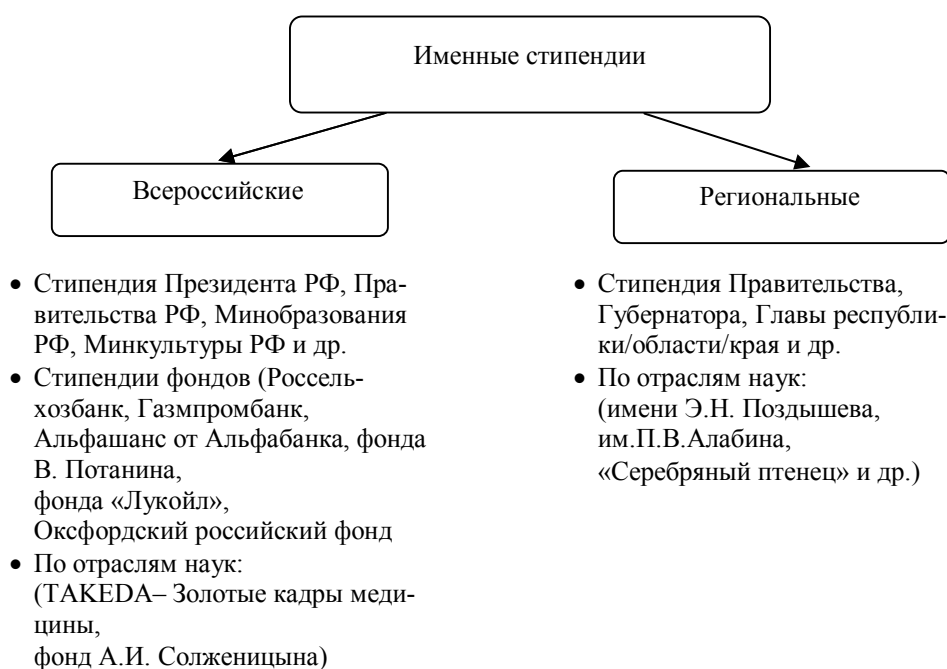 Именные стипендии
Всероссийские
• Стипендия Президента РФ, Пра-
вительства РФ, Минобразования
РФ, Минкультуры РФ и др.
• Стипендии фондов (Россель-
хозбанк, Газмпромбанк,
Альфашанс от Альфабанка, фонда
В. Потанина,
фонда «Лукойл»,
Оксфордский российский фонд
• По отраслям наук:
(TAKEDA– Золотые кадры меди-
цины,
фонд А.И. Солженицына)
Региональные
• Стипендия Правительства,
Губернатора, Главы республи-
ки/области/края и др.
• По отраслям наук:
(имени Э.Н. Поздышева,
им.П.В.Алабина,
«Серебряный птенец» и др.)